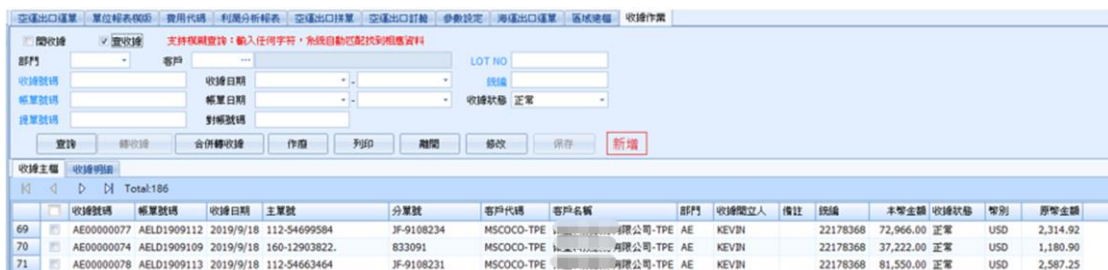 空運出口運單 單位報表模版 費用代碼 利潤分析報表 空運出口拼單 空運出口訂艙 參數設定 海運出口運單 區域建檔 收據作業
開收據 查收據 支持模糊查詢：輸入任何字符，系統自動匹配找到相應資料
部門 客戶 LOT NO
收據號碼 收據日期 - 統編
帳單號碼 帳單日期 - 收據狀態 正常
提單號碼 對帳號碼
查詢 轉收據 合併轉收據 作廢 列印 離開 修改 保存 新增
收據主檔 收據明細
Total:186
收據號碼 帳單號碼 收據日期 主單號 分單號 客戶代碼 客戶名稱 部門 收據開立人 備註 統編 本幣金額 收據狀態 幣別 原幣金額
69 AE00000077 AELD1909112 2019/9/18 112-54699584 JF-9108234 MSCOCO-TPE 有限公司-TPE AE KEVIN 22178368 72,966.00 正常 USD 2,314.92
70 AE00000074 AELD1909109 2019/9/18 160-12903822. 833091 MSCOCO-TPE 有限公司-TPE AE KEVIN 22178368 37,222.00 正常 USD 1,180.90
71 AE00000078 AELD1909113 2019/9/18 112-54663464 JF-9108231 MSCOCO-TPE 有限公司-TPE AE KEVIN 22178368 81,550.00 正常 USD 2,587.25